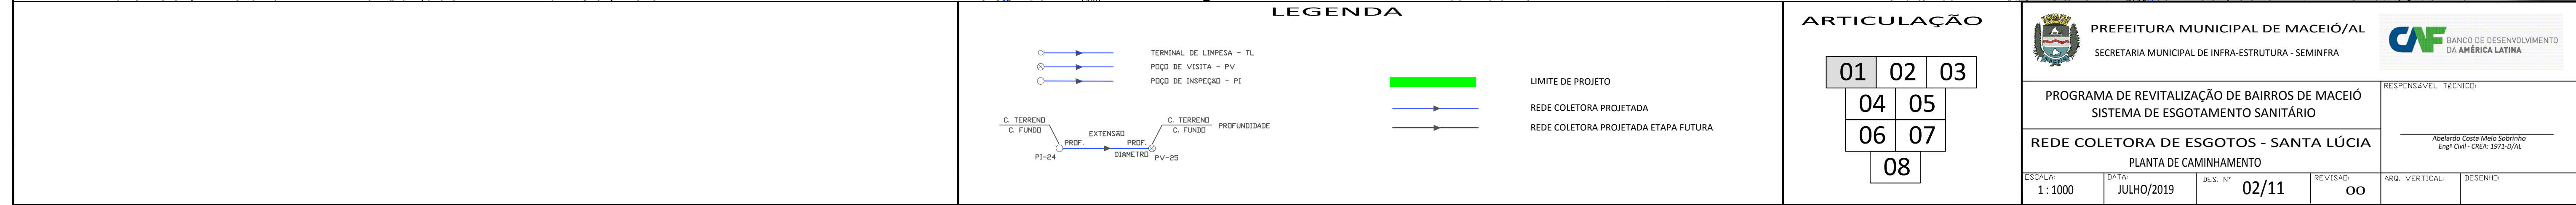 LEGENDA
TERMINAL DE LIMPESA - TL
POÇO DE VISITA - PV
POÇO DE INSPEÇÃO - PI
C. TERRENO
C. FUNDO
PROF.
EXTENSÃO
PROF.
DIAMETRO
C. TERRENO
C. FUNDO
PROFUNDIDADE
PI-24
PV-25
LIMITE DE PROJETO
REDE COLETORA PROJETADA
REDE COLETORA PROJETADA ETAPA FUTURA
ARTICULAÇÃO
01 02 03
04 05
06 07
08
PREFEITURA MUNICIPAL DE MACEIÓ/AL
SECRETARIA MUNICIPAL DE INFRA-ESTRUTURA - SEMINFRA
CAF
BANCO DE DESENVOLVIMENTO
DA AMÉRICA LATINA
PROGRAMA DE REVITALIZAÇÃO DE BAIRROS DE MACEIÓ
SISTEMA DE ESGOTAMENTO SANITÁRIO
RESPONSáVEL TéCNICO:
Abelardo Costa Melo Sobrinho
Engº Civil - CREA: 1971-D/AL
REDE COLETORA DE ESGOTOS - SANTA LÚCIA
PLANTA DE CAMINHAMENTO
ESCALA:
1 : 1000
DATA:
JULHO/2019
DES. N°
02/11
REVISAO:
00
ARQ. VERTICAL:
DESENHO: